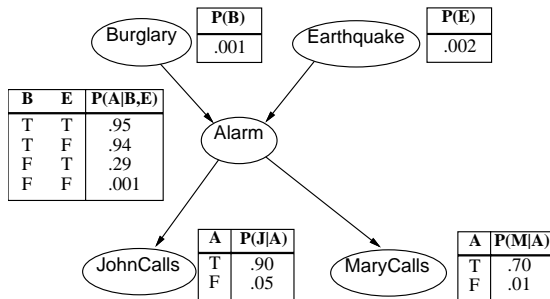 Burglary
P(B)
.001
Earthquake
P(E)
.002
B E P(A|B,E)
T T .95
T F .94
F T .29
F F .001
Alarm
JohnCalls
A P(J|A)
T .90
F .05
MaryCalls
A P(M|A)
T .70
F .01